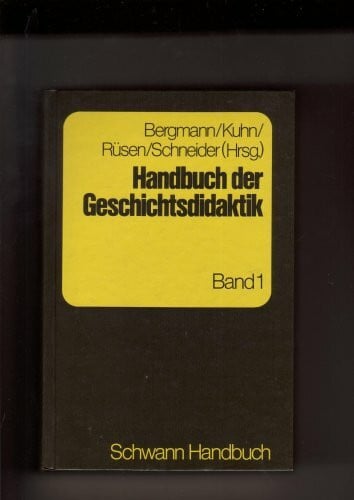 Bergmann/Kuhn/
Rüsen/Schneider(Hrsg.)
Handbuch der
Geschichtsdidaktik
Band 1
Schwann Handbuch